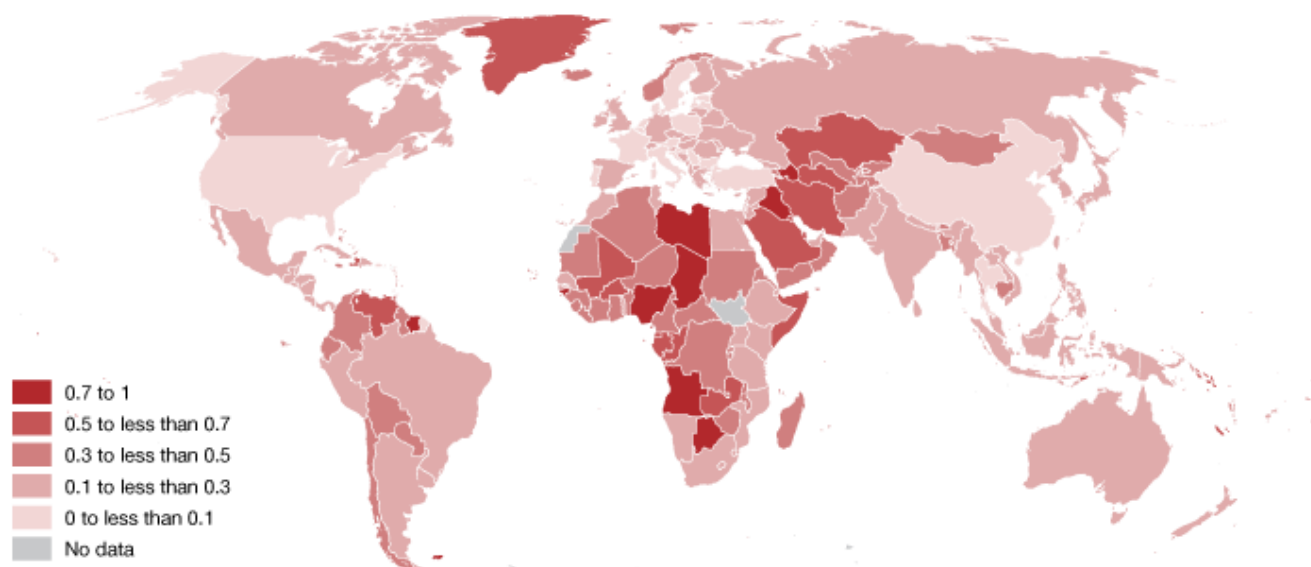 0.7 to 1
0.5 to less than 0.7
0.3 to less than 0.5
0.1 to less than 0.3
0 to less than 0.1
No data